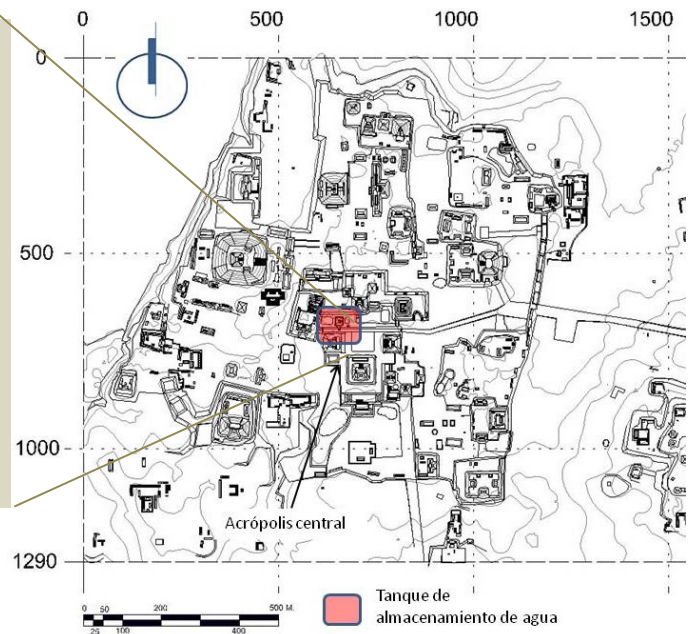 0 500 1000 1500
0
500
1000
1290
Acrópolis central
0 50 200 500 M.
25 100 400
Tanque de
almacenamiento de agua